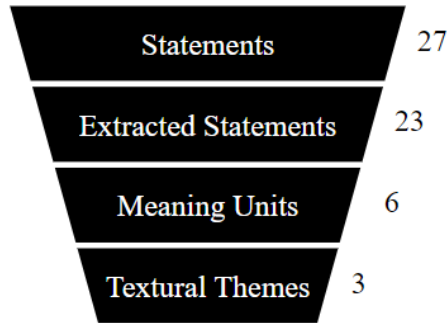 Statements 27
Extracted Statements 23
Meaning Units 6
Textural Themes 3